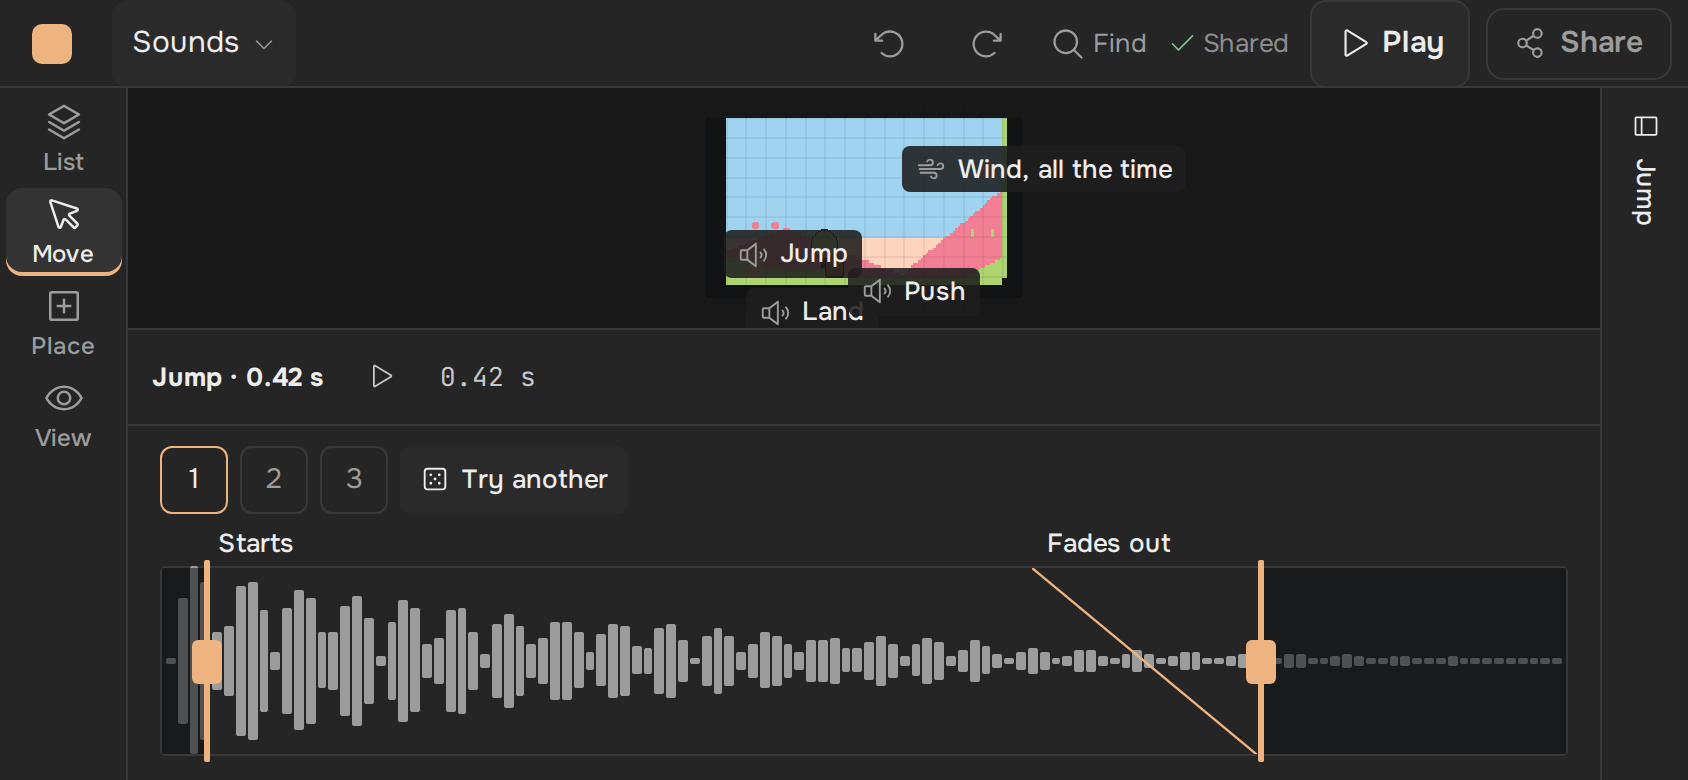 Sounds
Find
Shared
Play
Share
List
Move
Place
View
Wind, all the time
Jump
Push
Land
Jump
Jump · 0.42 s
0.42 s
1
2
3
Try another
Starts
Fades out